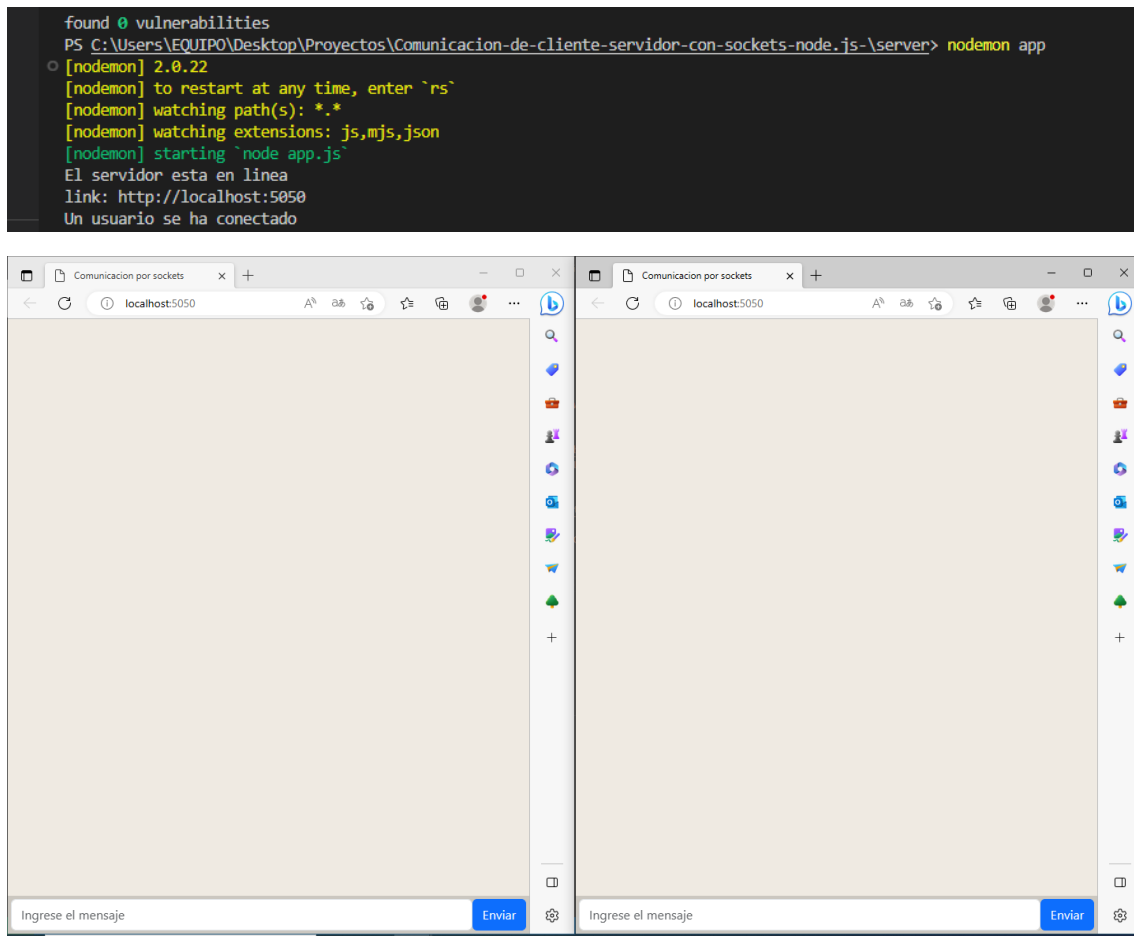 found 0 vulnerabilities
PS C:\Users\EQUIPO\Desktop\Proyectos\Comunicacion-de-cliente-servidor-con-sockets-node.js-\server> nodemon app
[nodemon] 2.0.22
[nodemon] to restart at any time, enter `rs`
[nodemon] watching path(s): *.*
[nodemon] watching extensions: js,mjs,json
[nodemon] starting `node app.js`
El servidor esta en linea
link: http://localhost:5050
Un usuario se ha conectado
Comunicacion por sockets
localhost:5050
Ingrese el mensaje
Enviar
Comunicacion por sockets
localhost:5050
Ingrese el mensaje
Enviar